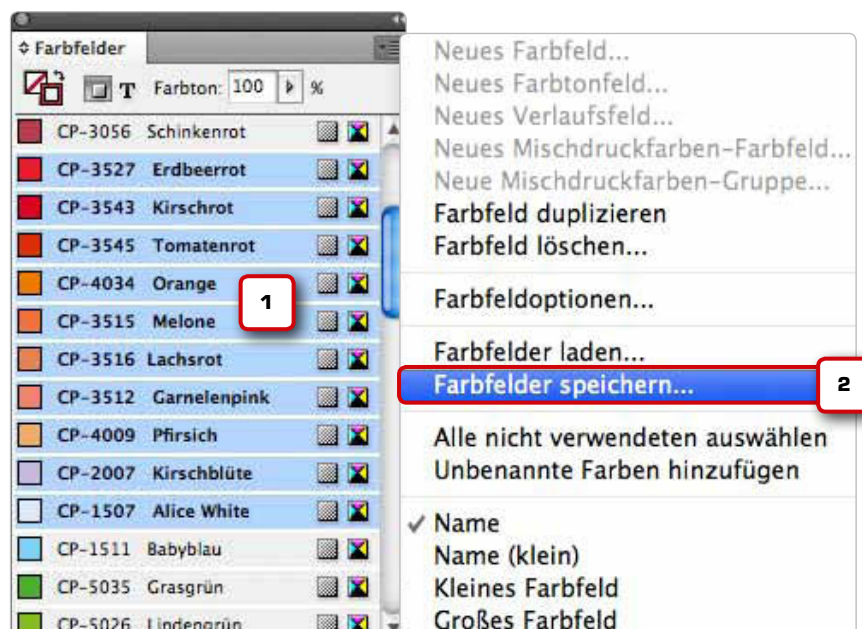 Farbfelder
T Farbton: 100 %
CP-3056 Schinkenrot
CP-3527 Erdbeerrot
CP-3543 Kirschrot
CP-3545 Tomatenrot
CP-4034 Orange
1
CP-3515 Melone
CP-3516 Lachsrot
CP-3512 Garnelenpink
CP-4009 Pfirsich
CP-2007 Kirschblüte
CP-1507 Alice White
CP-1511 Babyblau
CP-5035 Grasgrün
CP-5026 Lindengrün
Neues Farbfeld...
Neues Farbtonfeld...
Neues Verlaufsfeld...
Neues Mischdruckfarben-Farbfeld...
Neue Mischdruckfarben-Gruppe...
Farbfeld duplizieren
Farbfeld löschen...
Farbfeldoptionen...
Farbfelder laden...
Farbfelder speichern...
2
Alle nicht verwendeten auswählen
Unbenannte Farben hinzufügen
✓ Name
Name (klein)
Kleines Farbfeld
Großes Farbfeld